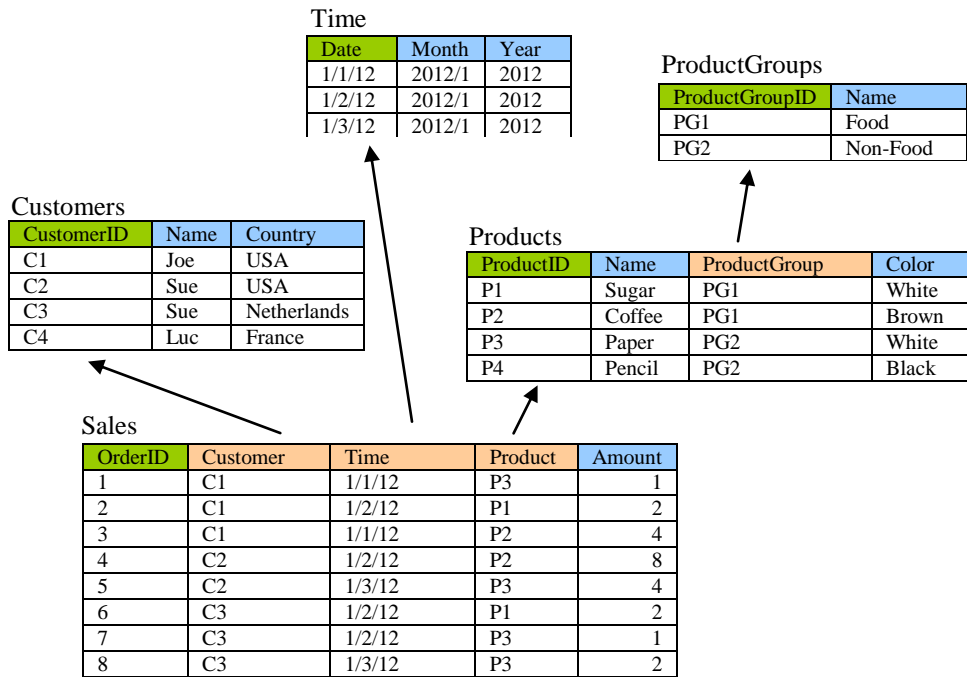 Time
Date Month Year
1/1/12 2012/1 2012
1/2/12 2012/1 2012
1/3/12 2012/1 2012
ProductGroups
ProductGroupID Name
PG1 Food
PG2 Non-Food
Customers
CustomerID Name Country
C1 Joe USA
C2 Sue USA
C3 Sue Netherlands
C4 Luc France
Products
ProductID Name ProductGroup Color
P1 Sugar PG1 White
P2 Coffee PG1 Brown
P3 Paper PG2 White
P4 Pencil PG2 Black
Sales
OrderID Customer Time Product Amount
1 C1 1/1/12 P3 1
2 C1 1/2/12 P1 2
3 C1 1/1/12 P2 4
4 C2 1/2/12 P2 8
5 C2 1/3/12 P3 4
6 C3 1/2/12 P1 2
7 C3 1/2/12 P3 1
8 C3 1/3/12 P3 2